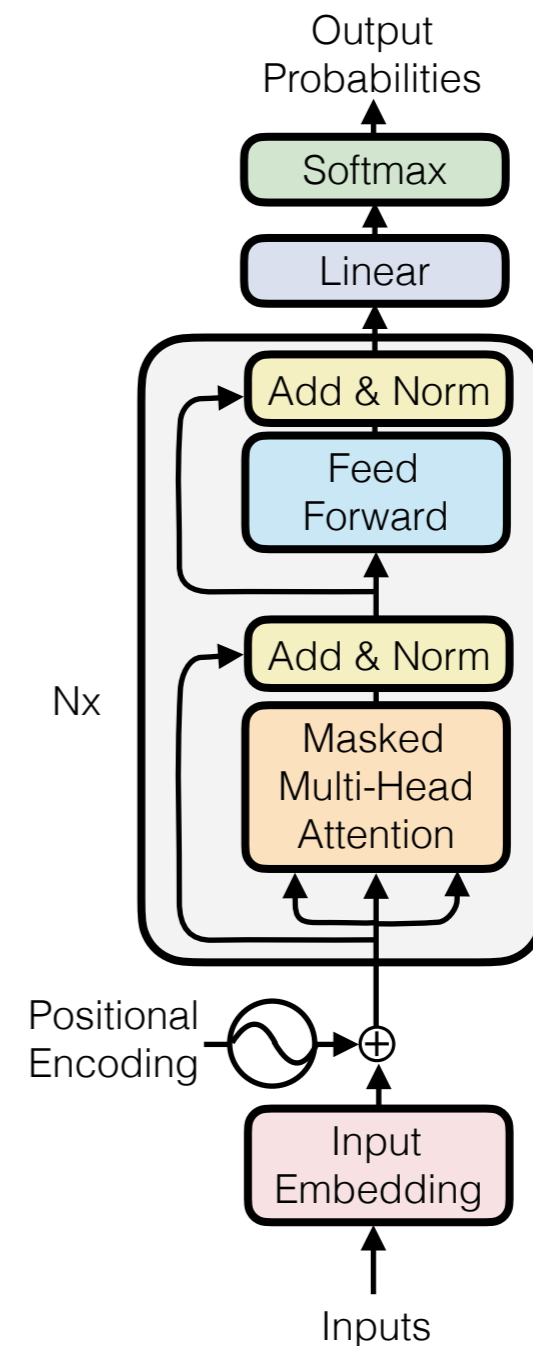 Output
Probabilities
Softmax
Linear
Add & Norm
Feed
Forward
Add & Norm
Nx
Masked
Multi-Head
Attention
Positional
Encoding
Input
Embedding
Inputs